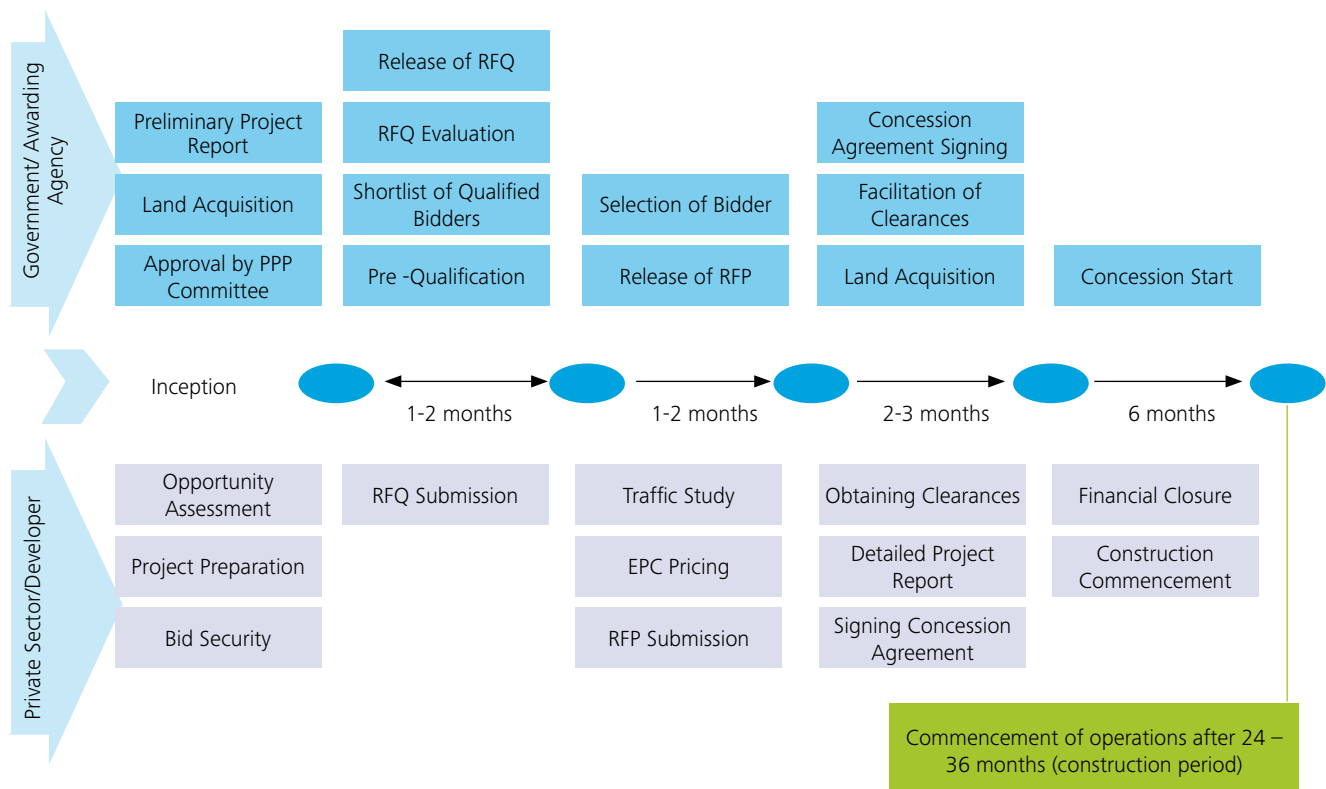 Government/ Awarding
Agency
Release of RFQ
Preliminary Project
Report
RFQ Evaluation
Concession
Agreement Signing
Land Acquisition
Shortlist of Qualified
Bidders
Selection of Bidder
Facilitation of
Clearances
Approval by PPP
Committee
Pre -Qualification
Release of RFP
Land Acquisition
Concession Start
Inception
1-2 months
1-2 months
2-3 months
6 months
Private Sector/Developer
Opportunity
Assessment
RFQ Submission
Traffic Study
Obtaining Clearances
Financial Closure
Project Preparation
EPC Pricing
Detailed Project
Report
Construction
Commencement
Bid Security
RFP Submission
Signing Concession
Agreement
Commencement of operations after 24 –
36 months (construction period)